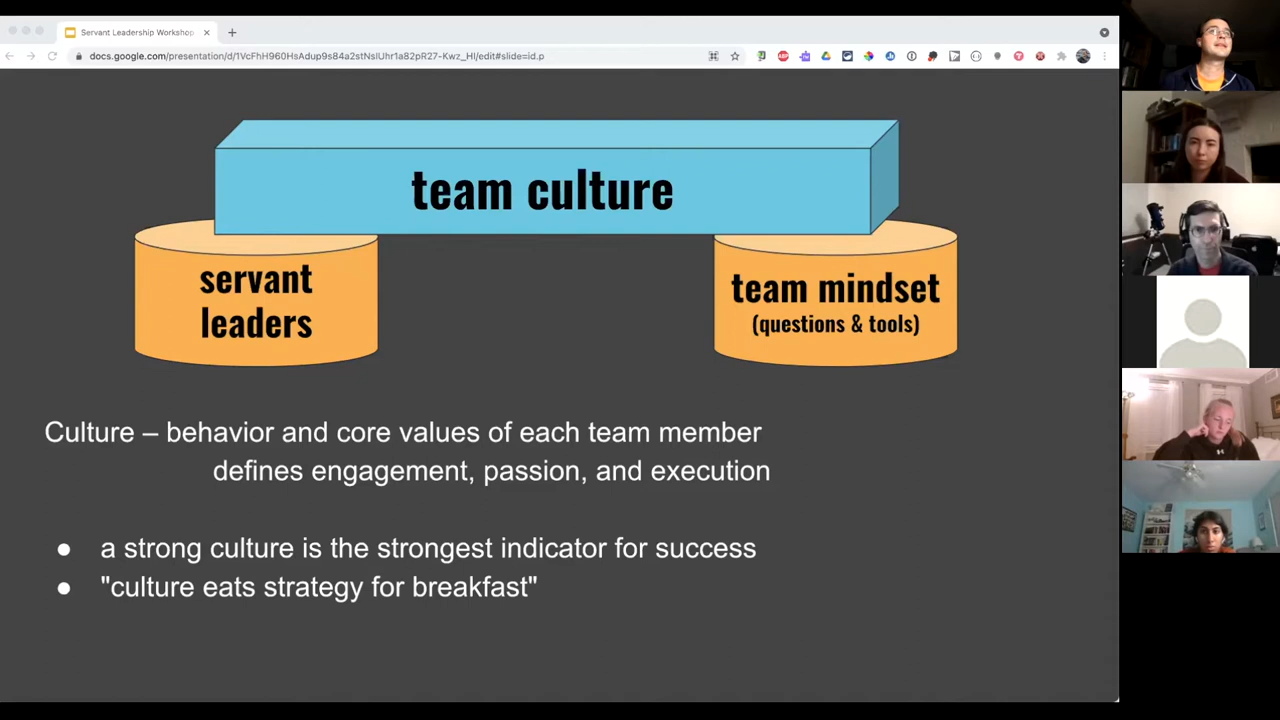 Servant Leadership Workshop
docs.google.com/presentation/d/1VcFhH960HsAdup9s84a2stNsIUhr1a82pR27-Kwz_HI/edit#slide=id.p
team culture
servant
leaders
team mindset
(questions & tools)
Culture – behavior and core values of each team member
defines engagement, passion, and execution
● a strong culture is the strongest indicator for success
● "culture eats strategy for breakfast"